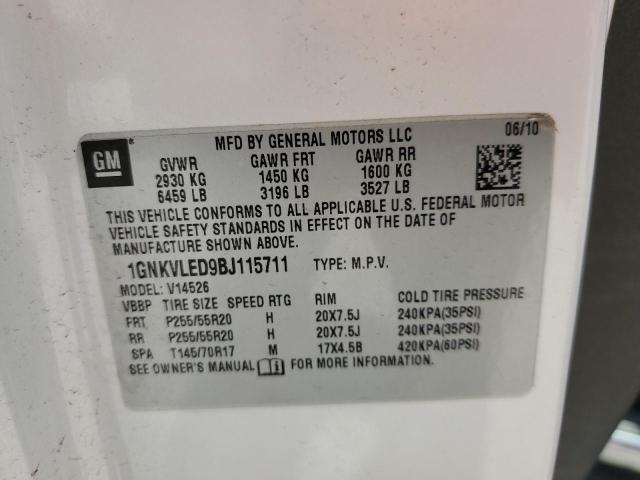 GM
MFD BY GENERAL MOTORS LLC
06/10
GVWR GAWR FRT GAWR RR
2930 KG 1450 KG 1600 KG
6459 LB 3196 LB 3527 LB
THIS VEHICLE CONFORMS TO ALL APPLICABLE U.S. FEDERAL MOTOR
VEHICLE SAFETY STANDARDS IN EFFECT ON THE DATE OF
MANUFACTURE SHOWN ABOVE.
1GNKVLED9BJ115711 TYPE: M.P.V.
MODEL: V14526
VBBP TIRE SIZE SPEED RTG RIM COLD TIRE PRESSURE
FRT P255/55R20 H 20X7.5J 240KPA(35PSI)
RR P255/55R20 H 20X7.5J 240KPA(35PSI)
SPA T145/70R17 M 17X4.5B 420KPA(60PSI)
SEE OWNER'S MANUAL FOR MORE INFORMATION.